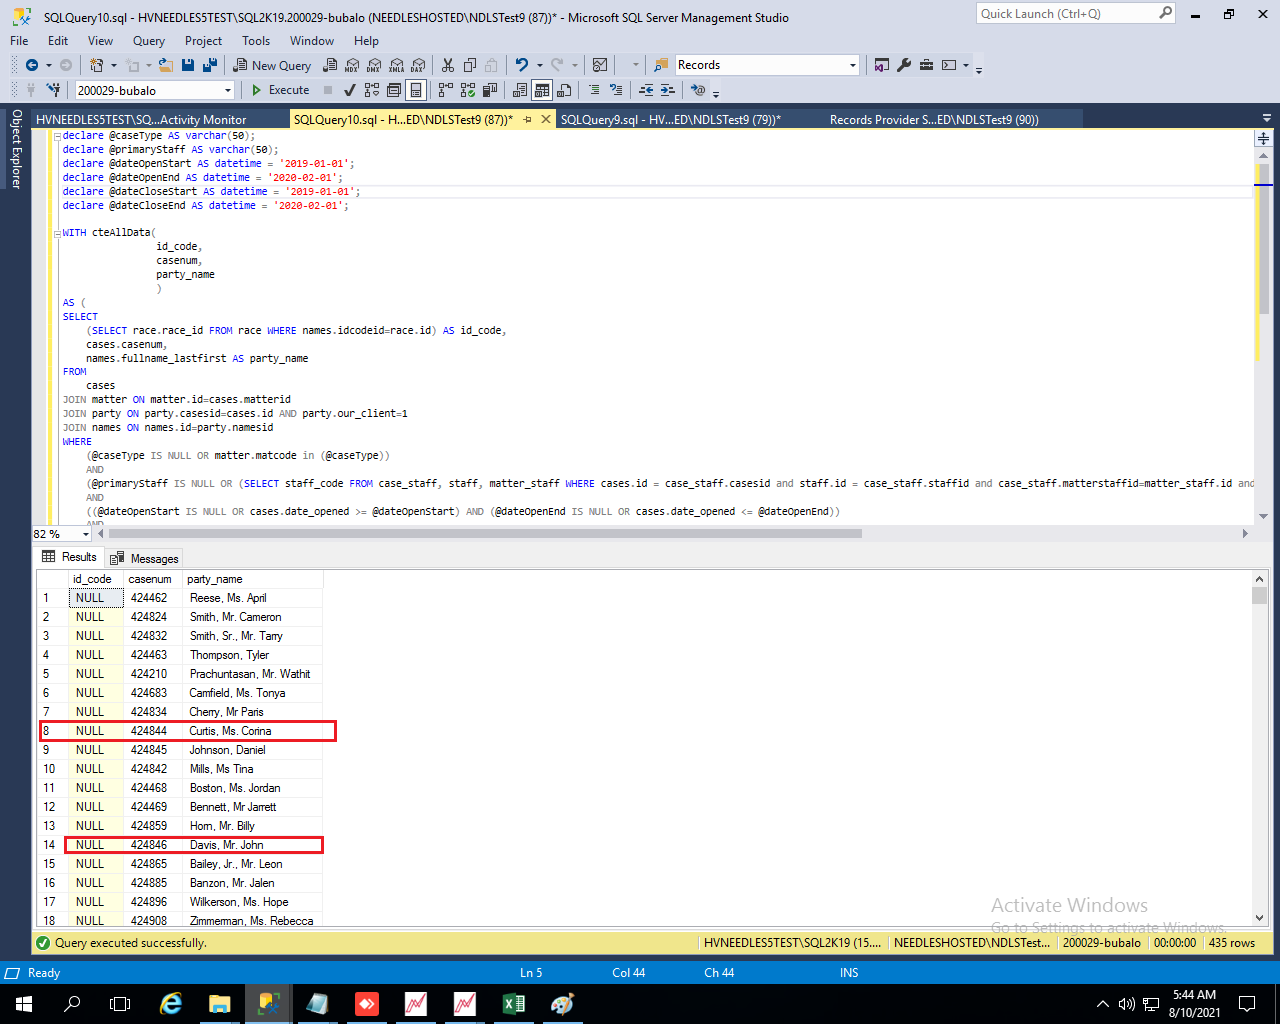 SQLQuery10.sql - HVNEEDLES5TEST\SQL2K19.200029-bubalo (NEEDLESHOSTED\NDLSTest9 (87))* - Microsoft SQL Server Management Studio
Quick Launch (Ctrl+Q)
File Edit View Query Project Tools Window Help
New Query MDX DMX XMLA DAX Records
200029-bubalo Execute
HVNEEDLES5TEST\SQ...Activity Monitor SQLQuery10.sql - H...ED\NDLSTest9 (87))* SQLQuery9.sql - HV...ED\NDLSTest9 (79))* Records Provider S...ED\NDLSTest9 (90))
Object Explorer
declare @caseType AS varchar(50);
declare @primaryStaff AS varchar(50);
declare @dateOpenStart AS datetime = '2019-01-01';
declare @dateOpenEnd AS datetime = '2020-02-01';
declare @dateCloseStart AS datetime = '2019-01-01';
declare @dateCloseEnd AS datetime = '2020-02-01';
WITH cteAllData(
id_code,
casenum,
party_name
)
AS (
SELECT
(SELECT race.race_id FROM race WHERE names.idcodeid=race.id) AS id_code,
cases.casenum,
names.fullname_lastfirst AS party_name
FROM
cases
JOIN matter ON matter.id=cases.matterid
JOIN party ON party.casesid=cases.id AND party.our_client=1
JOIN names ON names.id=party.namesid
WHERE
(@caseType IS NULL OR matter.matcode in (@caseType))
AND
(@primaryStaff IS NULL OR (SELECT staff_code FROM case_staff, staff, matter_staff WHERE cases.id = case_staff.casesid and staff.id = case_staff.staffid and case_staff.matterstaffid=matter_staff.id and
AND
((@dateOpenStart IS NULL OR cases.date_opened >= @dateOpenStart) AND (@dateOpenEnd IS NULL OR cases.date_opened <= @dateOpenEnd))
AND
82 %
Results Messages
id_code casenum party_name
1 NULL 424462 Reese, Ms. April
2 NULL 424824 Smith, Mr. Cameron
3 NULL 424832 Smith, Sr., Mr. Tarry
4 NULL 424463 Thompson, Tyler
5 NULL 424210 Prachuntasan, Mr. Wathit
6 NULL 424683 Camfield, Ms. Tonya
7 NULL 424834 Cherry, Mr Paris
8 NULL 424844 Curtis, Ms. Corina
9 NULL 424845 Johnson, Daniel
10 NULL 424842 Mills, Ms Tina
11 NULL 424468 Boston, Ms. Jordan
12 NULL 424469 Bennett, Mr Jarrett
13 NULL 424859 Horn, Mr. Billy
14 NULL 424846 Davis, Mr. John
15 NULL 424865 Bailey, Jr., Mr. Leon
16 NULL 424885 Banzon, Mr. Jalen
17 NULL 424896 Wilkerson, Ms. Hope
18 NULL 424908 Zimmerman, Ms. Rebecca
Activate Windows
Go to Settings to activate Windows.
Query executed successfully. HVNEEDLES5TEST\SQL2K19 (15.... NEEDLESHOSTED\NDLSTest... 200029-bubalo 00:00:00 435 rows
Ready Ln 5 Col 44 Ch 44 INS
5:44 AM
8/10/2021